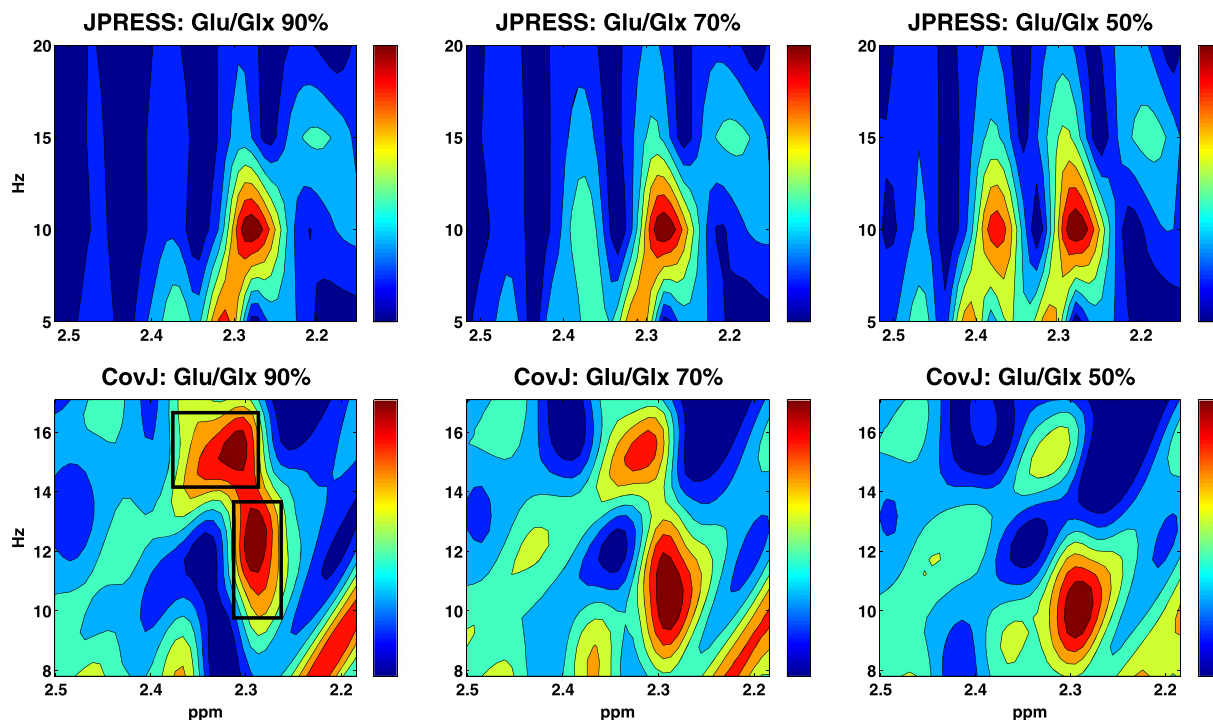 JPRESS: Glu/Glx 90%
JPRESS: Glu/Glx 70%
JPRESS: Glu/Glx 50%
20
15
10
5
Hz
2.5 2.4 2.3 2.2
20
15
10
5
2.5 2.4 2.3 2.2
20
15
10
5
2.5 2.4 2.3 2.2
CovJ: Glu/Glx 90%
CovJ: Glu/Glx 70%
CovJ: Glu/Glx 50%
16
14
12
10
8
Hz
2.5 2.4 2.3 2.2
ppm
16
14
12
10
8
2.5 2.4 2.3 2.2
ppm
16
14
12
10
8
2.5 2.4 2.3 2.2
ppm